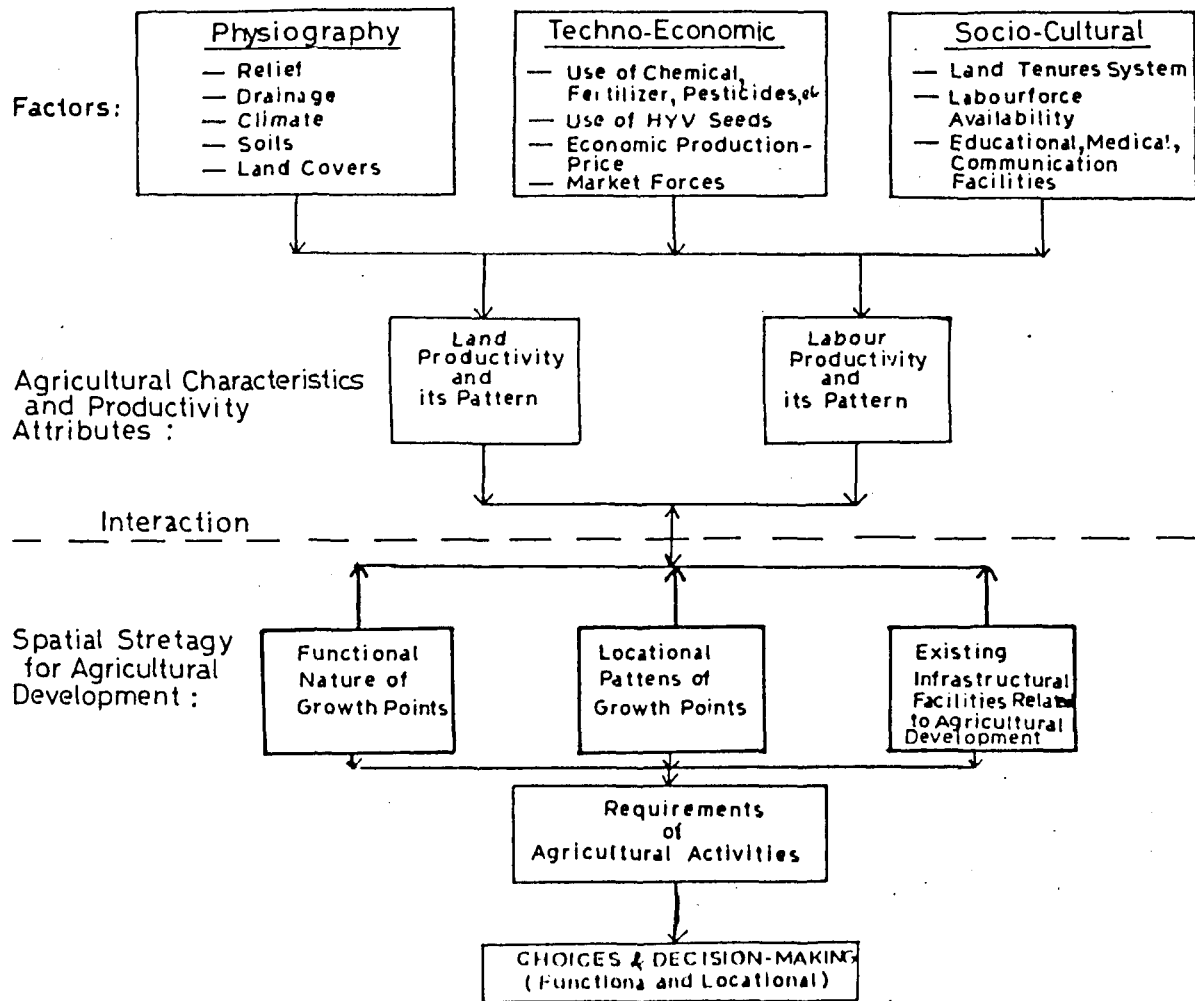 Factors:
Physiography
— Relief
— Drainage
— Climate
— Soils
— Land Covers
Techno-Economic
— Use of Chemical,
Fertilizer, Pesticides, etc
— Use of HYV Seeds
— Economic Production-
Price
— Market Forces
Socio-Cultural
— Land Tenures System
— Labourforce
Availability
— Educational, Medical,
Communication
Facilities
Agricultural Characteristics
and Productivity
Attributes :
Land
Productivity
and
its Pattern
Labour
Productivity
and
its Pattern
Interaction
Spatial Stretagy
for Agricultural
Development :
Functional
Nature of
Growth Points
Locational
Pattens of
Growth Points
Existing
Infrastructural
Facilities Related
to Agricultural
Development
Requirements
of
Agricultural Activities
CHOICES & DECISION-MAKING
( Functiona and Locational )